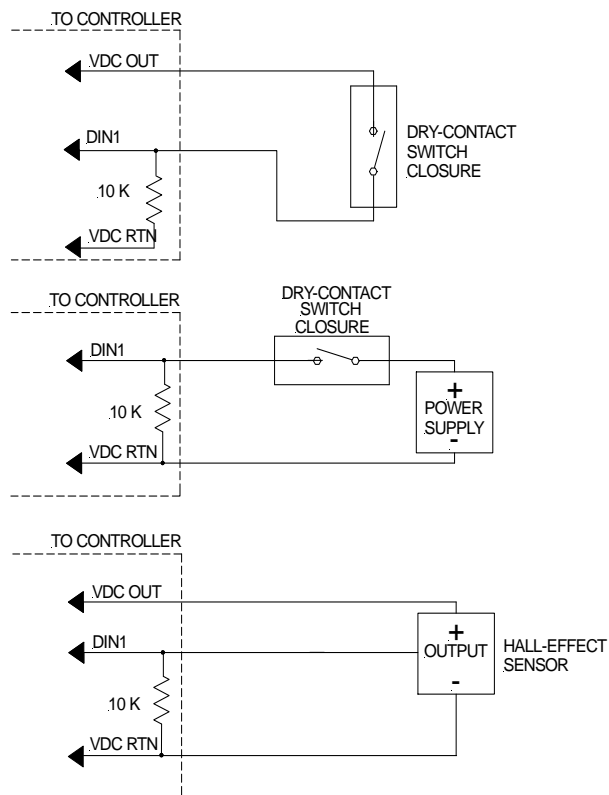 TO CONTROLLER
VDC OUT
DIN1
10 K
VDC RTN
DRY-CONTACT
SWITCH
CLOSURE
TO CONTROLLER
DRY-CONTACT
SWITCH
CLOSURE
DIN1
10 K
VDC RTN
+
POWER
SUPPLY
-
TO CONTROLLER
VDC OUT
DIN1
10 K
VDC RTN
+
OUTPUT
-
HALL-EFFECT
SENSOR